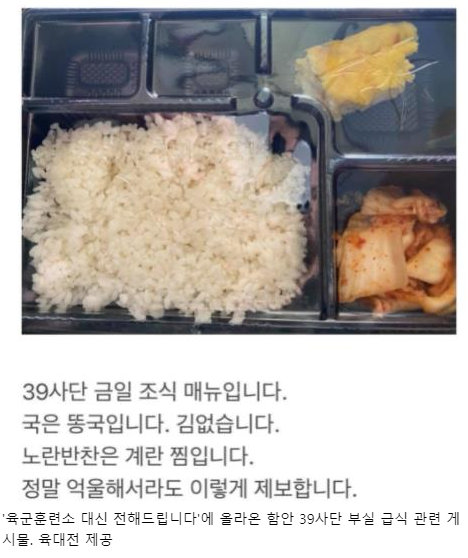 39사단 금일 조식 매뉴입니다.
국은 똥국입니다. 김없습니다.
노란반찬은 계란 찜입니다.
정말 억울해서라도 이렇게 제보합니다.
'육군훈련소 대신 전해드립니다'에 올라온 함안 39사단 부실 급식 관련 게
시물. 육대전 제공